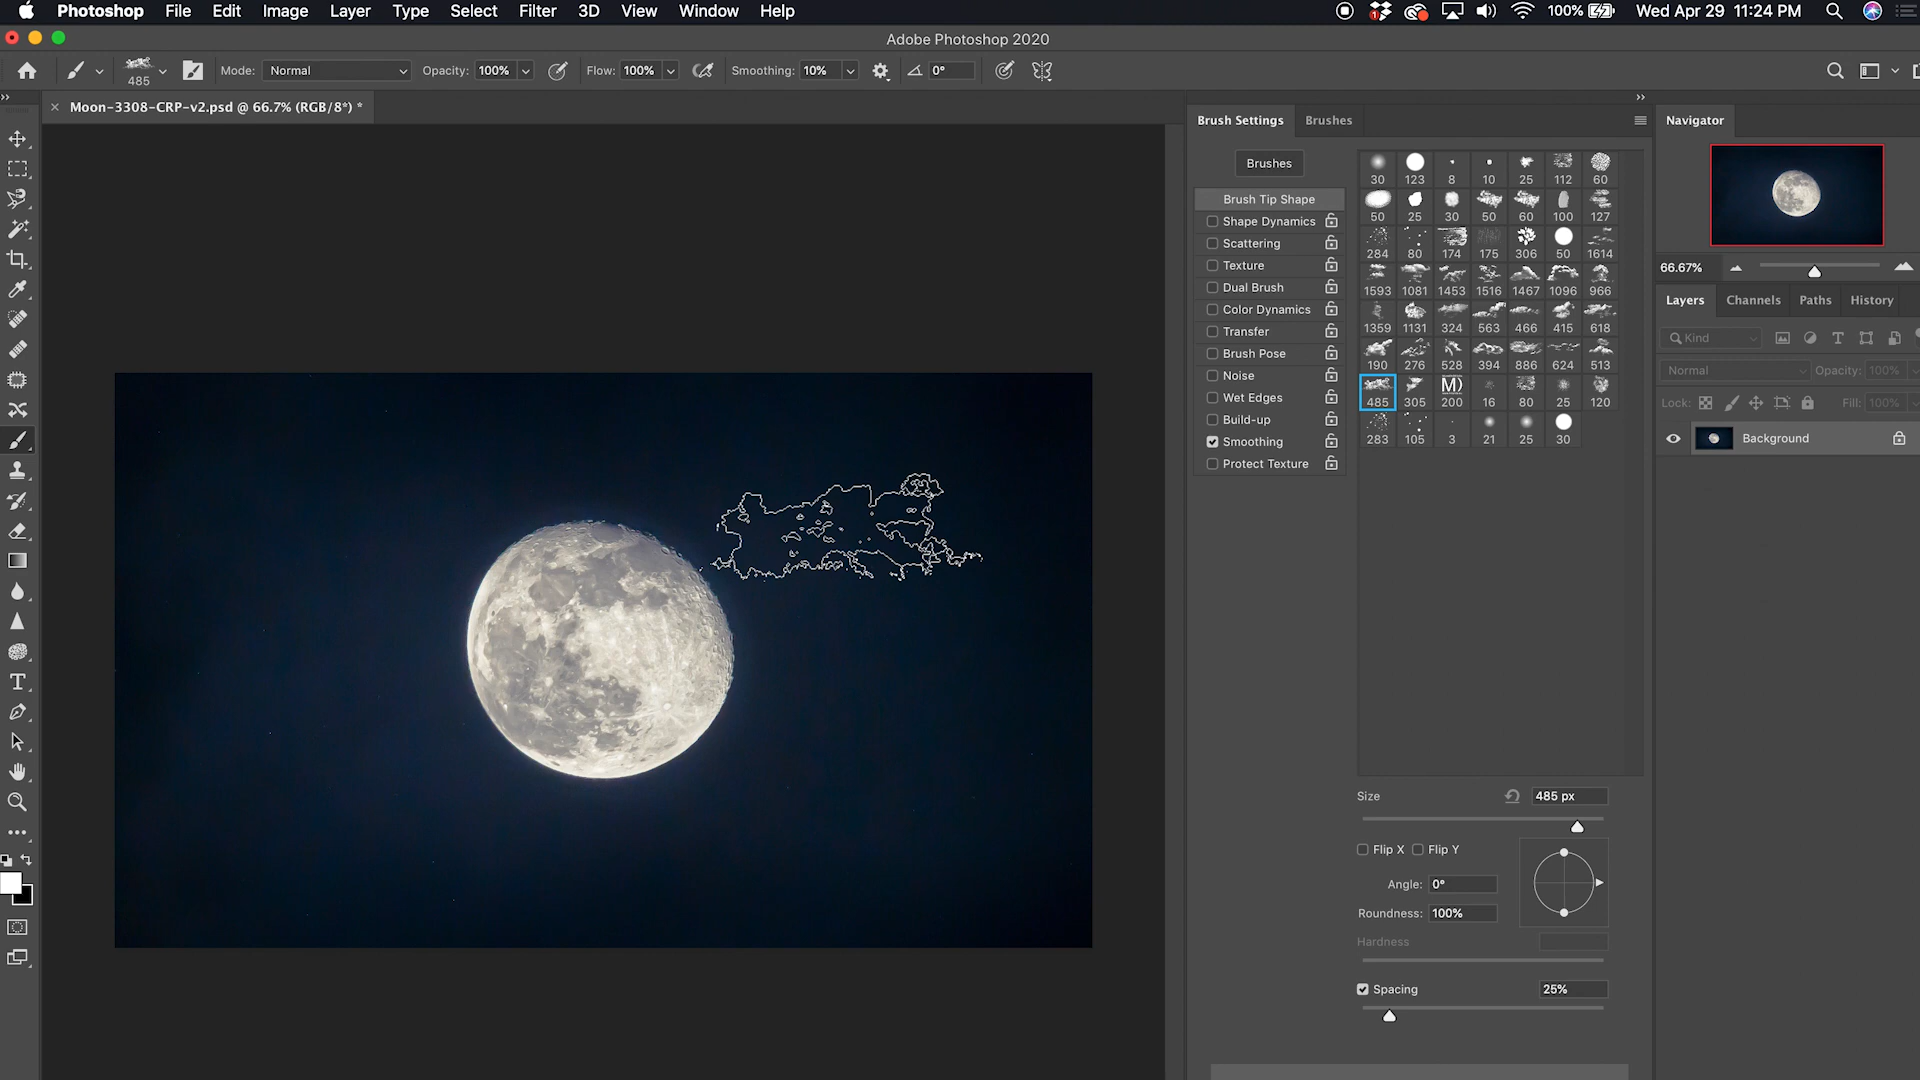 Photoshop File Edit Image Layer Type Select Filter 3D View Window Help 100% Wed Apr 29 11:24 PM
Adobe Photoshop 2020
485 Mode: Normal Opacity: 100% Flow: 100% Smoothing: 10% 0°
Moon-3308-CRP-v2.psd @ 66.7% (RGB/8*) *
Brush Settings Brushes
Brushes
Brush Tip Shape
Shape Dynamics
Scattering
Texture
Dual Brush
Color Dynamics
Transfer
Brush Pose
Noise
Wet Edges
Build-up
Smoothing
Protect Texture
30 123 8 10 25 112 60
50 25 30 50 60 100 127
284 80 174 175 306 50 1614
1593 1081 1453 1516 1467 1096 966
1359 1131 324 563 466 415 618
190 276 528 394 886 624 513
M)
485 305 200 16 80 25 120
283 105 3 21 25 30
Size 485 px
Flip X Flip Y
Angle: 0°
Roundness: 100%
Hardness
Spacing 25%
Navigator
66.67%
Layers Channels Paths History
Kind
Normal Opacity: 100%
Lock: Fill: 100%
Background